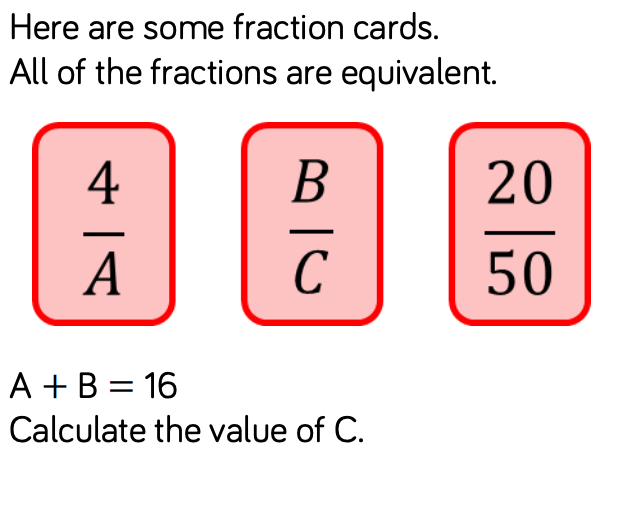 Here are some fraction cards.
All of the fractions are equivalent.
4 B 20
A C 50
A + B = 16
Calculate the value of C.